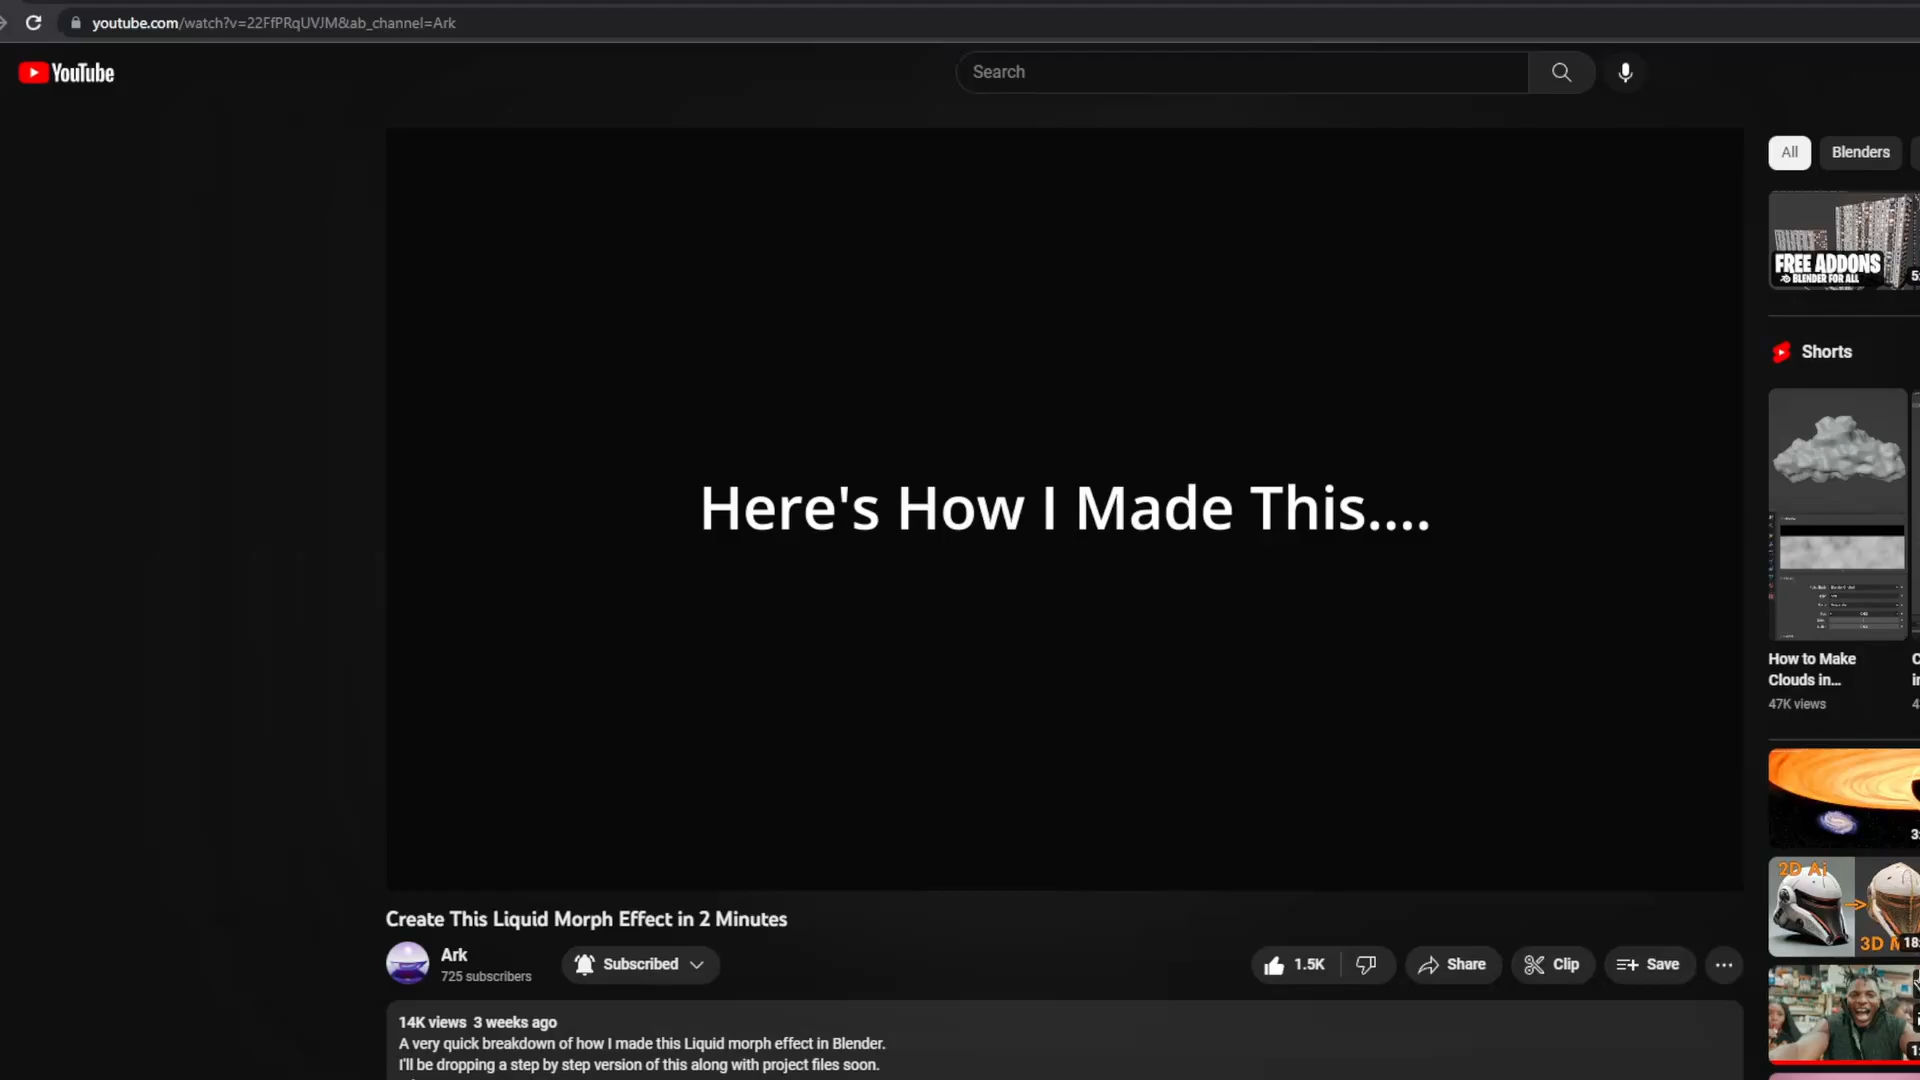 youtube.com/watch?v=22FfPRqUVJM&ab_channel=Ark
YouTube
Search
All
Blenders
FREE ADDONS
BLENDER FOR ALL
Shorts
Here's How I Made This....
How to Make
Clouds in...
47K views
2D Ai
3D
18:
Create This Liquid Morph Effect in 2 Minutes
Ark
725 subscribers
Subscribed
1.5K
Share
Clip
Save
14K views 3 weeks ago
A very quick breakdown of how I made this Liquid morph effect in Blender.
I'll be dropping a step by step version of this along with project files soon.